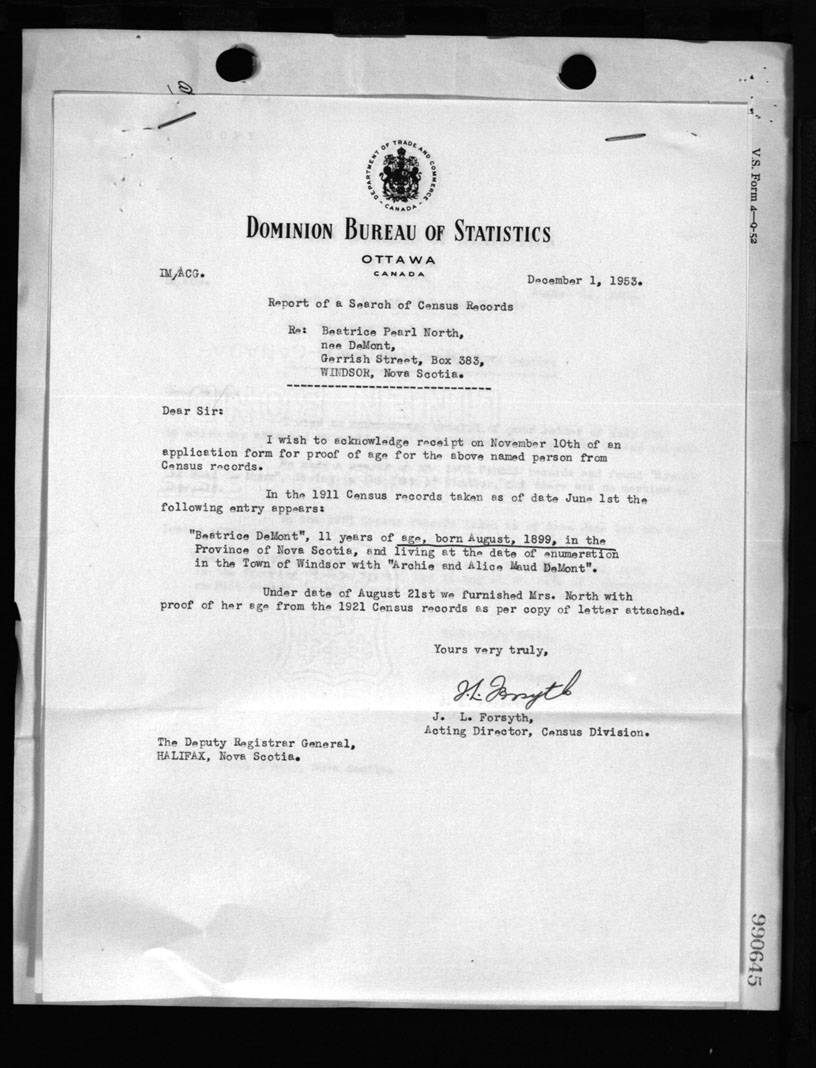 DEPARTMENT OF TRADE AND COMMERCE
- CANADA -
DOMINION BUREAU OF STATISTICS
OTTAWA
CANADA
IM/ACG.
December 1, 1953.
Report of a Search of Census Records
Re: Beatrice Pearl North,
nee DeMont,
Gerrish Street, Box 383,
WINDSOR, Nova Scotia.
------------------------------
Dear Sir:
I wish to acknowledge receipt on November 10th of an
application form for proof of age for the above named person from
Census records.
In the 1911 Census records taken as of date June 1st the
following entry appears:
"Beatrice DeMont", 11 years of age, born August, 1899, in the
Province of Nova Scotia, and living at the date of enumeration
in the Town of Windsor with "Archie and Alice Maud DeMont".
Under date of August 21st we furnished Mrs. North with
proof of her age from the 1921 Census records as per copy of letter attached.
Yours very truly,
J.L. Forsyth
J. L. Forsyth,
Acting Director, Census Division.
The Deputy Registrar General,
HALIFAX, Nova Scotia.
V.S. Form 4—9-52
990645